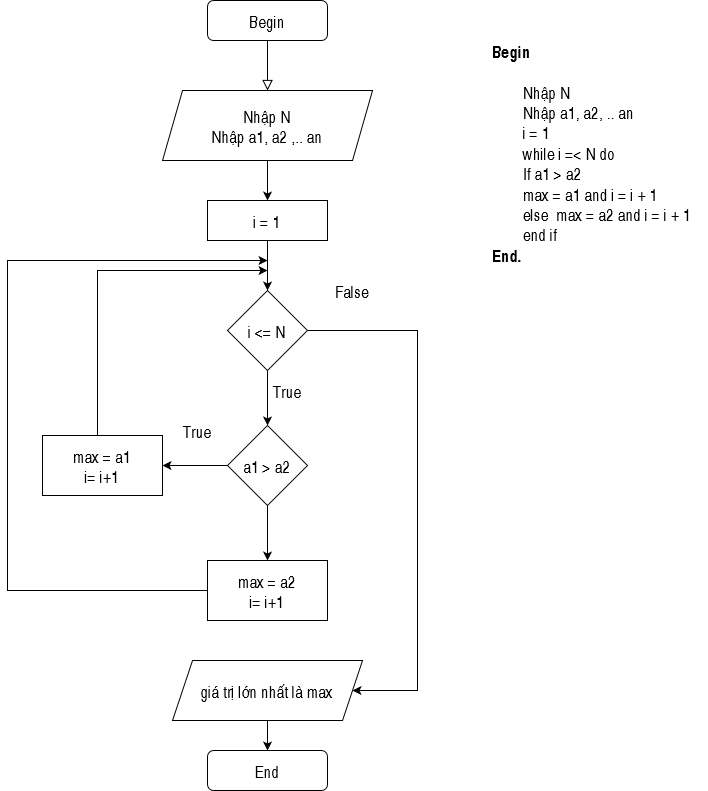 Begin
Nhập N
Nhập a1, a2 ,.. an
i = 1
False
i <= N
True
True
a1 > a2
max = a1
i= i+1
max = a2
i= i+1
giá trị lớn nhất là max
End
Begin
Nhập N
Nhập a1, a2, .. an
i = 1
while i =< N do
If a1 > a2
max = a1 and i = i + 1
else max = a2 and i = i + 1
end if
End.